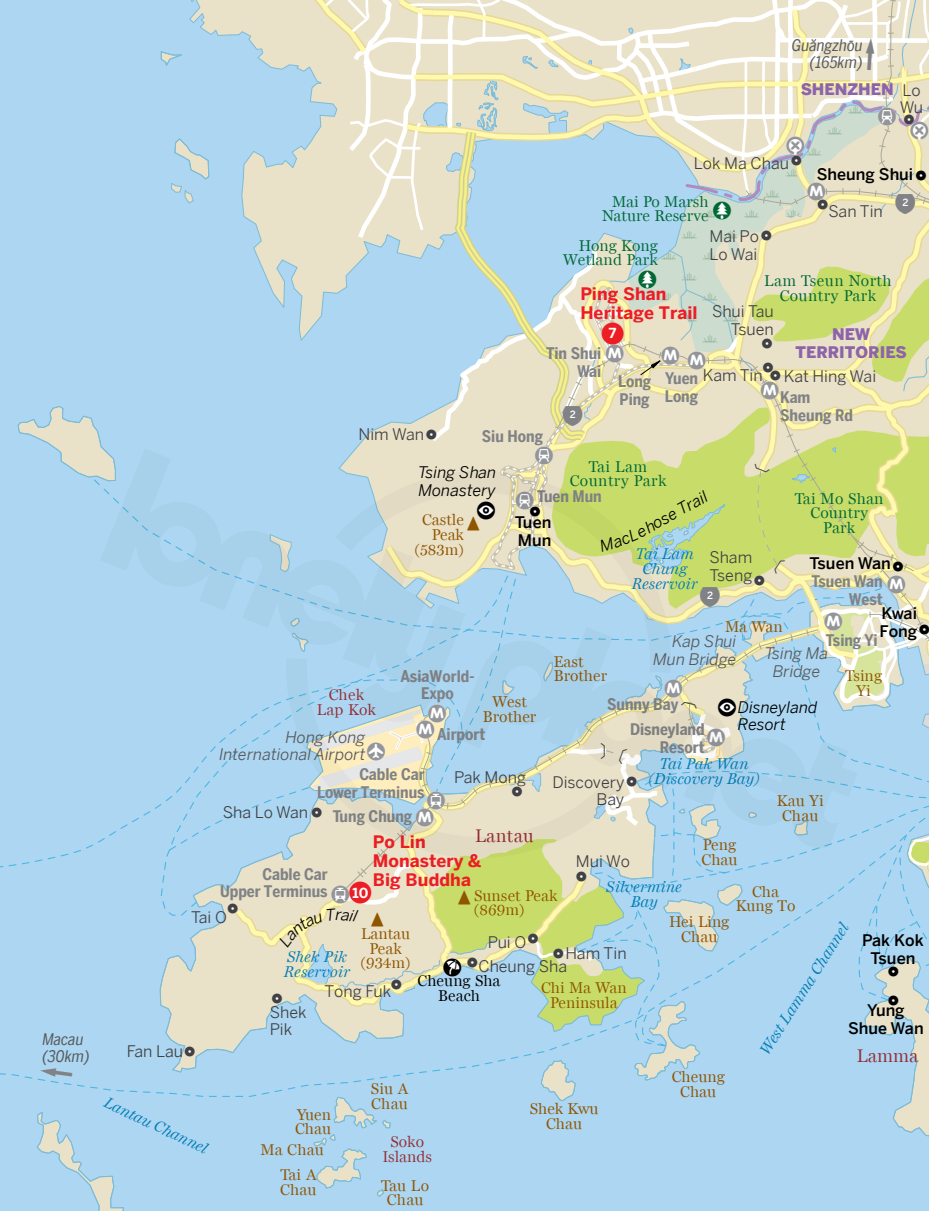 Guǎngzhōu
(165km)
SHENZHEN
Lo
Wu
Lok Ma Chau
Sheung Shui
2
San Tin
Mai Po Marsh
Nature Reserve
Mai Po
Lo Wai
Hong Kong
Wetland Park
Lam Tseun North
Country Park
Ping Shan
Heritage Trail
7
Shui Tau
Tsuen
NEW
TERRITORIES
Tin Shui
Wai
Long
Ping
Yuen
Long
Kam Tin
Kat Hing Wai
Kam
Sheung Rd
2
Nim Wan
Siu Hong
Tsing Shan
Monastery
Tai Lam
Country Park
Tuen Mun
Castle
Peak
(583m)
Tuen
Mun
MacLehose Trail
Tai Mo Shan
Country
Park
Tai Lam
Chung
Reservoir
Sham
Tseng
2
Tsuen Wan
Tsuen Wan
West
Kwai
Fong
Ma Wan
Tsing Yi
Kap Shui
Mun Bridge
Tsing Ma
Bridge
Tsing
Yi
East
Brother
West
Brother
AsiaWorld-
Expo
Chek
Lap Kok
Airport
Hong Kong
International Airport
Sunny Bay
Disneyland
Resort
Disneyland
Resort
Tai Pak Wan
(Discovery Bay)
Cable Car
Lower Terminus
Pak Mong
Discovery
Bay
Sha Lo Wan
Tung Chung
Kau Yi
Chau
Lantau
Po Lin
Monastery &
Big Buddha
10
Peng
Chau
Mui Wo
Cable Car
Upper Terminus
Sunset Peak
(869m)
Silvermine
Bay
Cha
Kung To
Tai O
Lantau Trail
Lantau
Peak
(934m)
Hei Ling
Chau
Pui O
Ham Tin
Shek Pik
Reservoir
Cheung Sha
Cheung Sha
Beach
Tong Fuk
Chi Ma Wan
Peninsula
West Lamma Channel
Pak Kok
Tsuen
Yung
Shue Wan
Lamma
Shek
Pik
Fan Lau
Macau
(30km)
Lantau Channel
Cheung
Chau
Shek Kwu
Chau
Siu A
Chau
Yuen
Chau
Ma Chau
Soko
Islands
Tai A
Chau
Tau Lo
Chau
lonely planet